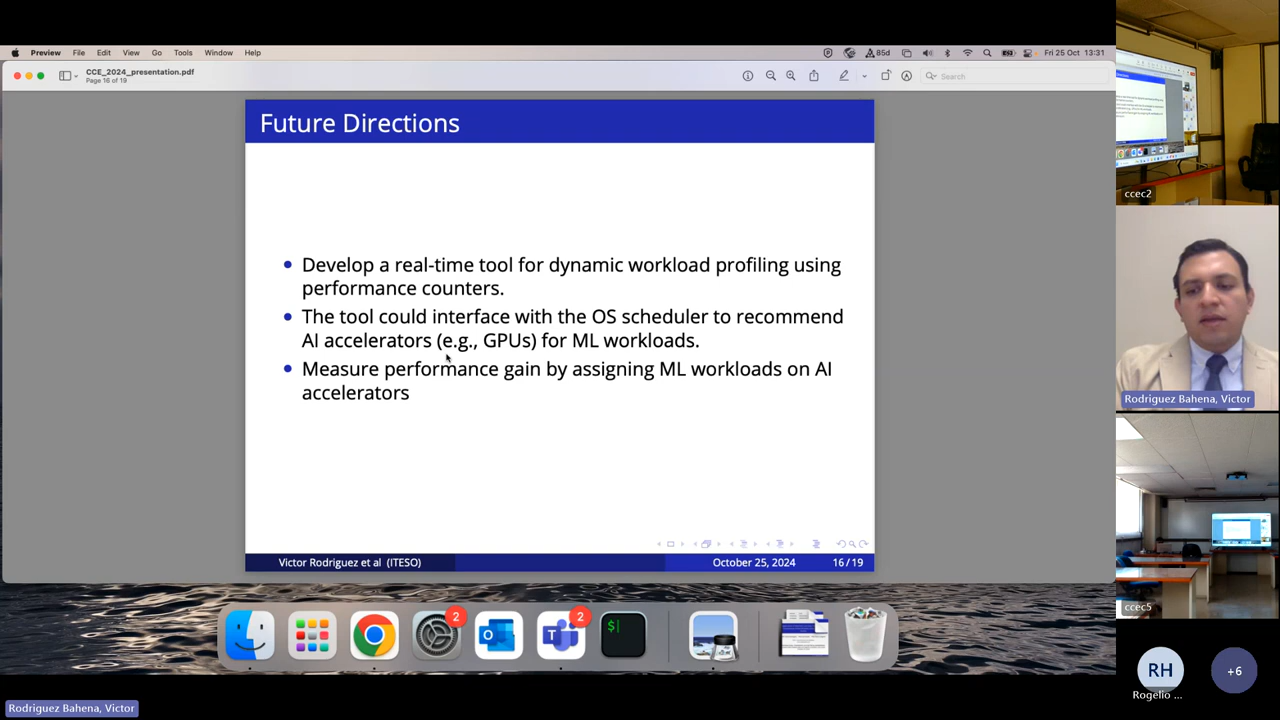 Preview File Edit View Go Tools Window Help
85d Fri 25 Oct 13:31
CCE_2024_presentation.pdf
Page 16 of 19
Search
Future Directions
Develop a real-time tool for dynamic workload profiling using
performance counters.
The tool could interface with the OS scheduler to recommend
AI accelerators (e.g., GPUs) for ML workloads.
Measure performance gain by assigning ML workloads on AI
accelerators
Victor Rodriguez et al (ITESO) October 25, 2024 16/19
2
2
$
ccec2
Rodriguez Bahena, Victor
ccec5
RH
Rogelio ...
+6
Rodriguez Bahena, Victor